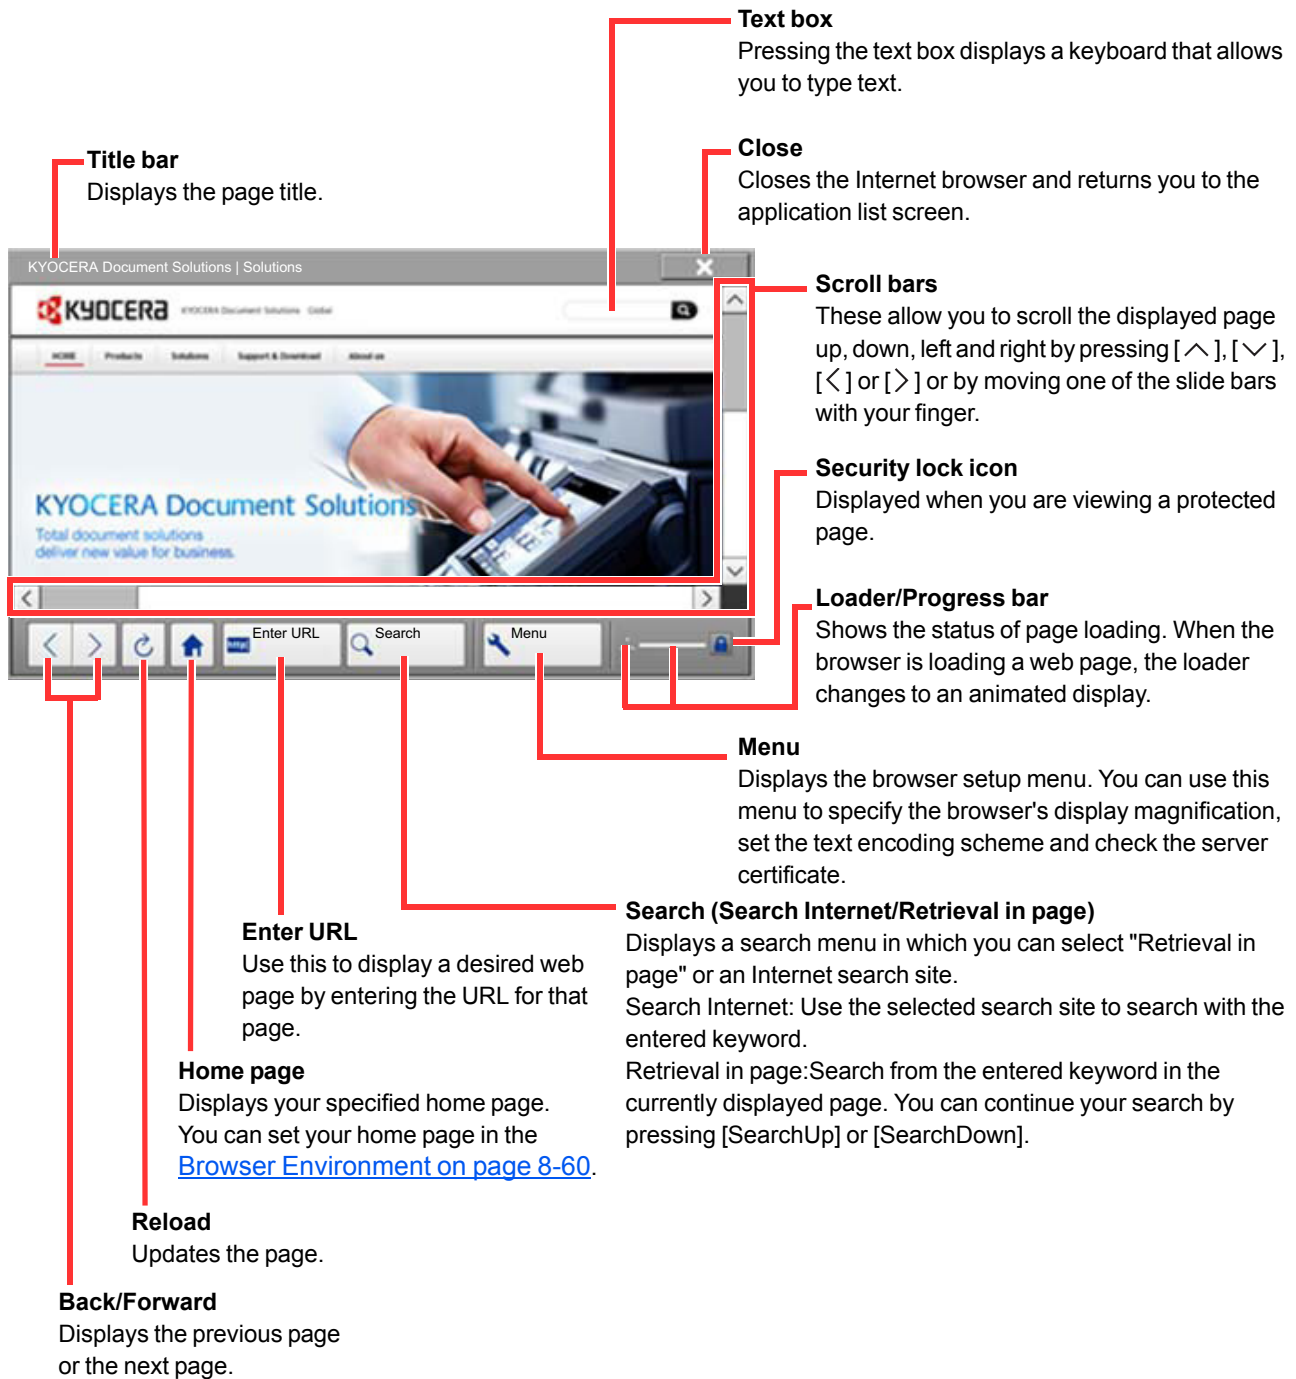 Text box
Pressing the text box displays a keyboard that allows
you to type text.
Title bar
Displays the page title.
Close
Closes the Internet browser and returns you to the
application list screen.
KYOCERA Document Solutions | Solutions
KYOCERA
KYOCERA Document Solutions Global
HOME Products Solutions Support & Download About us
KYOCERA Document Solutions
Total document solutions
deliver new value for business.
Scroll bars
These allow you to scroll the displayed page
up, down, left and right by pressing [ ︿ ], [ ﹀ ],
[ 〈 ] or [ 〉 ] or by moving one of the slide bars
with your finger.
Security lock icon
Displayed when you are viewing a protected
page.
Loader/Progress bar
Shows the status of page loading. When the
browser is loading a web page, the loader
changes to an animated display.
Enter URL
Search
Menu
Menu
Displays the browser setup menu. You can use this
menu to specify the browser's display magnification,
set the text encoding scheme and check the server
certificate.
Search (Search Internet/Retrieval in page)
Displays a search menu in which you can select "Retrieval in
page" or an Internet search site.
Search Internet: Use the selected search site to search with the
entered keyword.
Retrieval in page:Search from the entered keyword in the
currently displayed page. You can continue your search by
pressing [SearchUp] or [SearchDown].
Enter URL
Use this to display a desired web
page by entering the URL for that
page.
Home page
Displays your specified home page.
You can set your home page in the
Browser Environment on page 8-60.
Reload
Updates the page.
Back/Forward
Displays the previous page
or the next page.